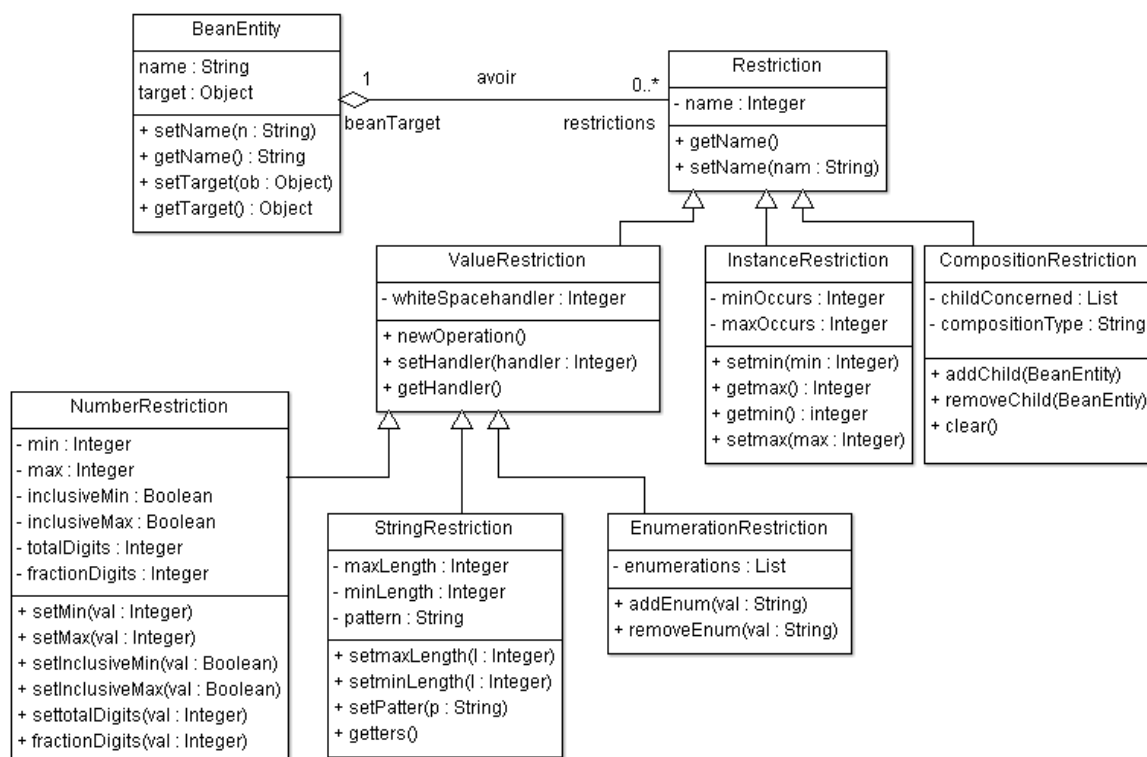 BeanEntity
name : String
target : Object
+ setName(n : String)
+ getName() : String
+ setTarget(ob : Object)
+ getTarget() : Object
1
avoir
0..*
beanTarget
restrictions
Restriction
- name : Integer
+ getName()
+ setName(nam : String)
ValueRestriction
- whiteSpacehandler : Integer
+ newOperation()
+ setHandler(handler : Integer)
+ getHandler()
InstanceRestriction
- minOccurs : Integer
- maxOccurs : Integer
+ setmin(min : Integer)
+ getmax() : Integer
+ getmin() : integer
+ setmax(max : Integer)
CompositionRestriction
- childConcerned : List
- compositionType : String
+ addChild(BeanEntity)
+ removeChild(BeanEntiy)
+ clear()
NumberRestriction
- min : Integer
- max : Integer
- inclusiveMin : Boolean
- inclusiveMax : Boolean
- totalDigits : Integer
- fractionDigits : Integer
+ setMin(val : Integer)
+ setMax(val : Integer)
+ setInclusiveMin(val : Boolean)
+ setInclusiveMax(val : Boolean)
+ settotalDigits(val : Integer)
+ fractionDigits(val : Integer)
StringRestriction
- maxLength : Integer
- minLength : Integer
- pattern : String
+ setmaxLength(l : Integer)
+ setminLength(l : Integer)
+ setPatter(p : String)
+ getters()
EnumerationRestriction
- enumerations : List
+ addEnum(val : String)
+ removeEnum(val : String)